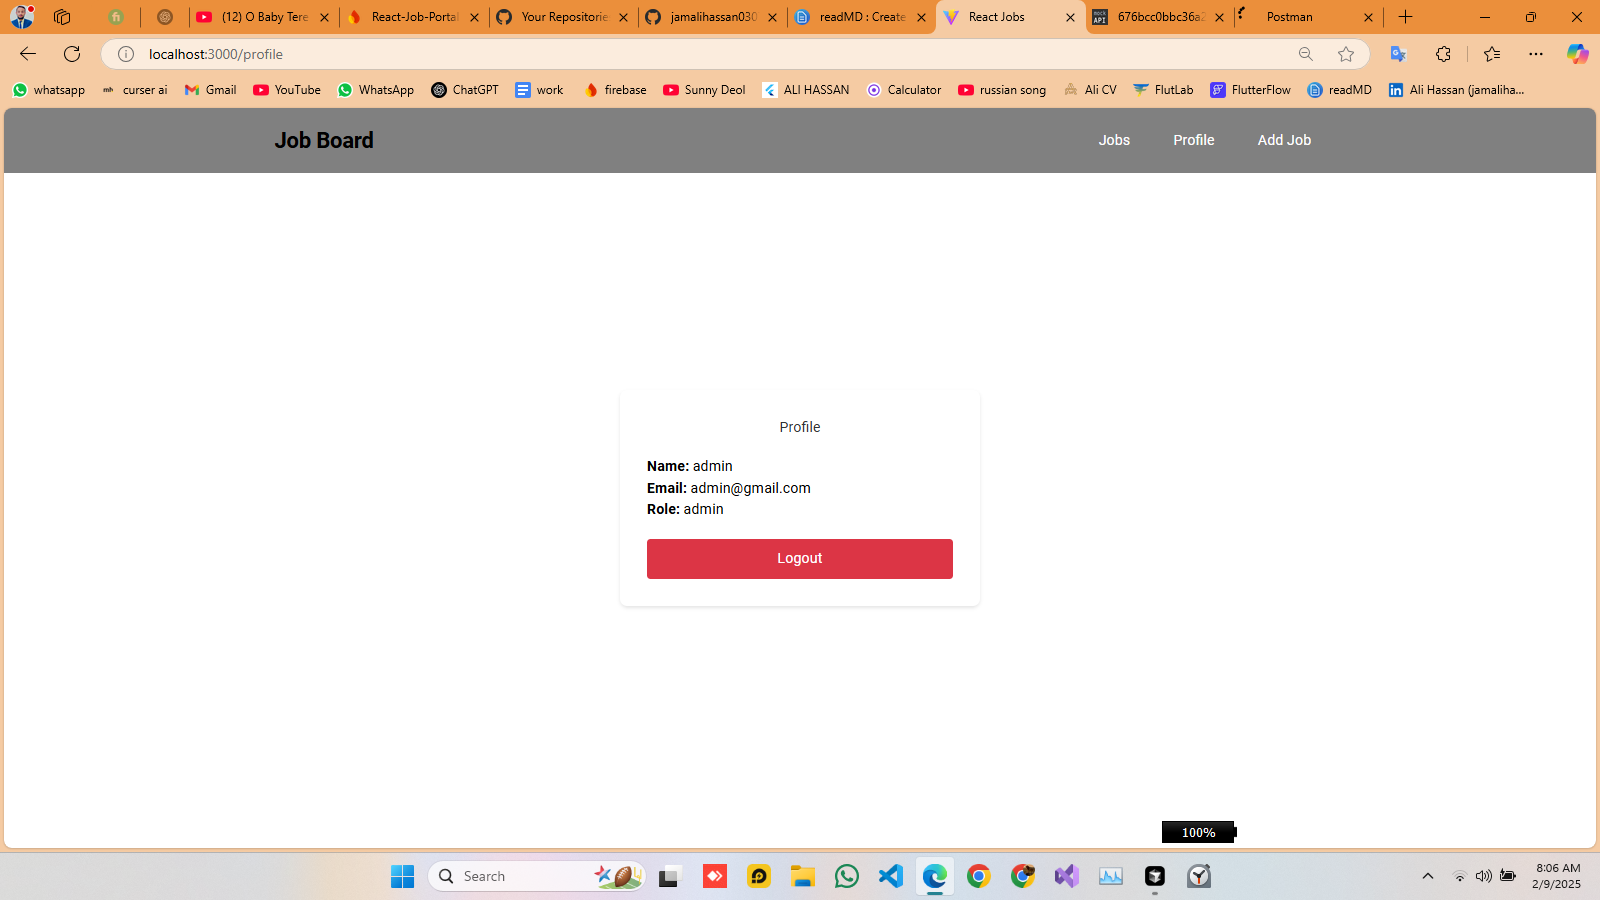 (12) O Baby Tere
React-Job-Portal
Your Repositorie
jamalihassan030
readMD : Create
React Jobs
676bcc0bbc36a2
Postman
localhost:3000/profile
whatsapp
curser ai
Gmail
YouTube
WhatsApp
ChatGPT
work
firebase
Sunny Deol
ALI HASSAN
Calculator
russian song
Ali CV
FlutLab
FlutterFlow
readMD
Ali Hassan (jamaliha...
Job Board
Jobs
Profile
Add Job
Profile
Name: admin
Email: admin@gmail.com
Role: admin
Logout
100%
Search
8:06 AM
2/9/2025